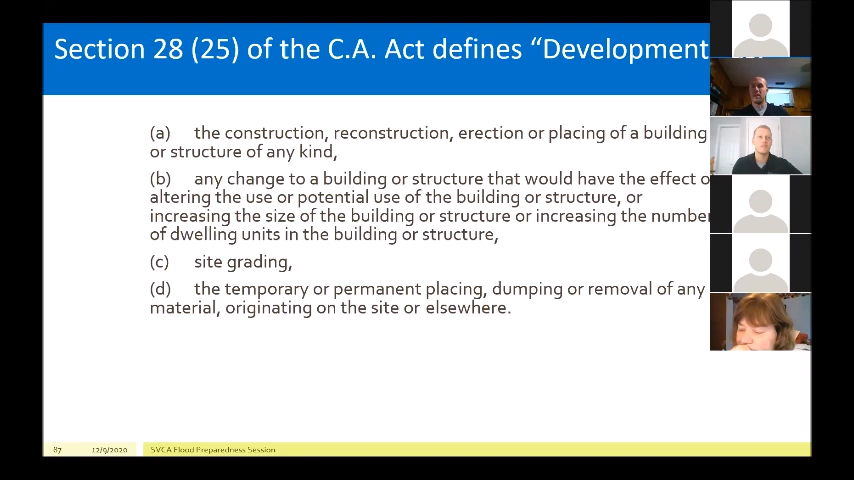 Section 28 (25) of the C.A. Act defines “Development
(a) the construction, reconstruction, erection or placing of a building
or structure of any kind,
(b) any change to a building or structure that would have the effect
altering the use or potential use of the building or structure, or
increasing the size of the building or structure or increasing the number
of dwelling units in the building or structure,
(c) site grading,
(d) the temporary or permanent placing, dumping or removal of any
material, originating on the site or elsewhere.
87 12/9/2020 SVCA Flood Preparedness Session